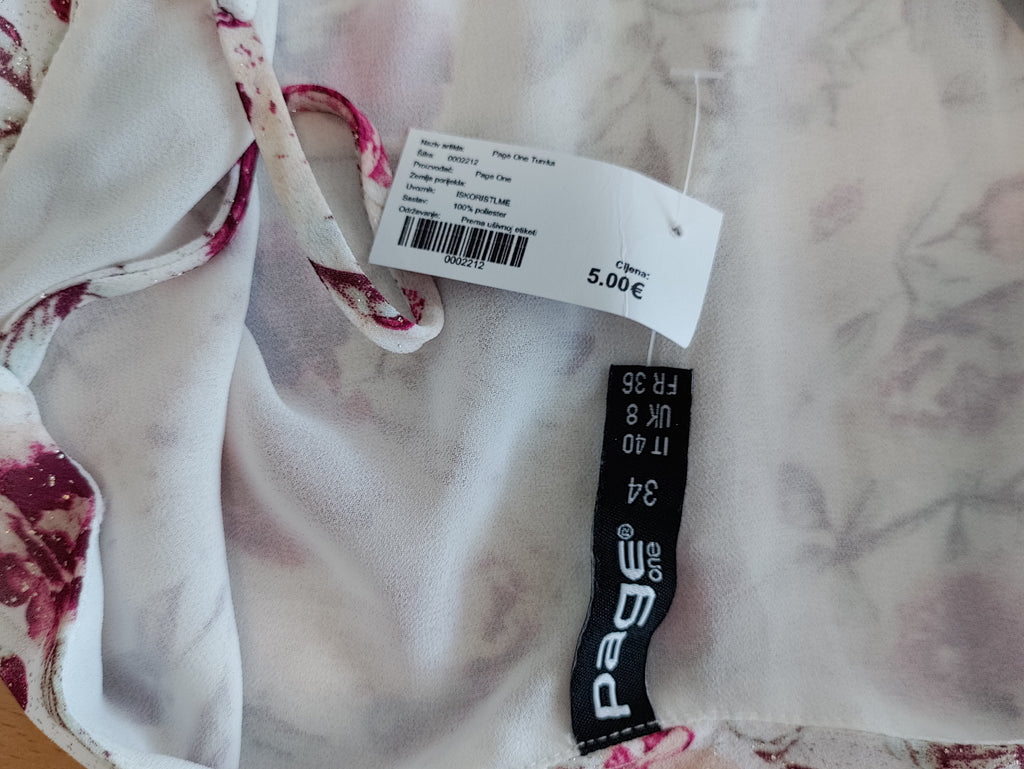 Naziv artikla: Page One Tunika
Šifra: 0002212
Proizvođač: Page One
Zemlja porijekla:
Uvoznik: ISKORISTI.ME
Sastav: 100% poliester
Održavanje: Prema ušivnoj etiketi
0002212
Cijena:
5.00€
FR 36
UK 8
IT 40
34
Page®
one